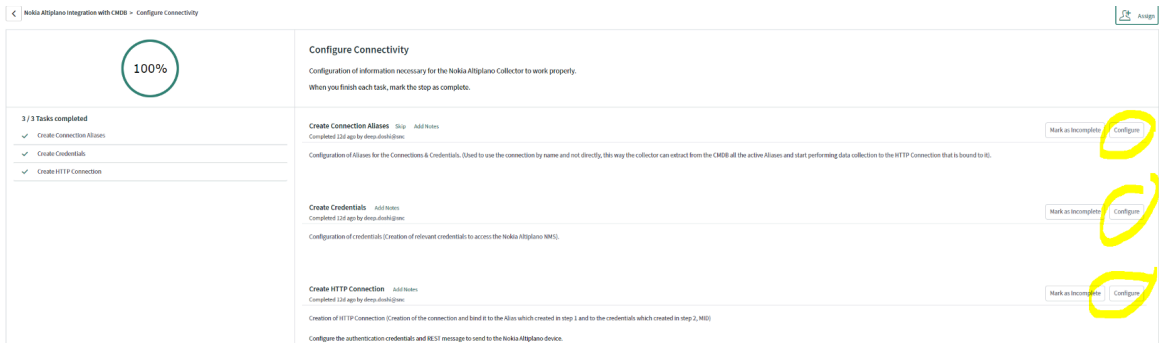 Nokia Altiplano Integration with CMDB > Configure Connectivity
Assign
100%
3 / 3 Tasks completed
Create Connection Aliases
Create Credentials
Create HTTP Connection
Configure Connectivity
Configuration of information necessary for the Nokia Altiplano Collector to work properly.
When you finish each task, mark the step as complete.
Create Connection Aliases Skip Add Notes
Completed 12d ago by deep.doshi@snc
Mark as Incomplete Configure
Configuration of Aliases for the Connections & Credentials. (Used to use the connection by name and not directly, this way the collector can extract from the CMDB all the active Aliases and start performing data collection to the HTTP Connection that is bound to it).
Create Credentials Add Notes
Completed 12d ago by deep.doshi@snc
Mark as Incomplete Configure
Configuration of credentials (Creation of relevant credentials to access the Nokia Altiplano NMS).
Create HTTP Connection Add Notes
Completed 12d ago by deep.doshi@snc
Mark as Incomplete Configure
Creation of HTTP Connection (Creation of the connection and bind it to the Alias which created in step 1 and to the credentials which created in step 2, MID)
Configure the authentication credentials and REST message to send to the Nokia Altiplano device.